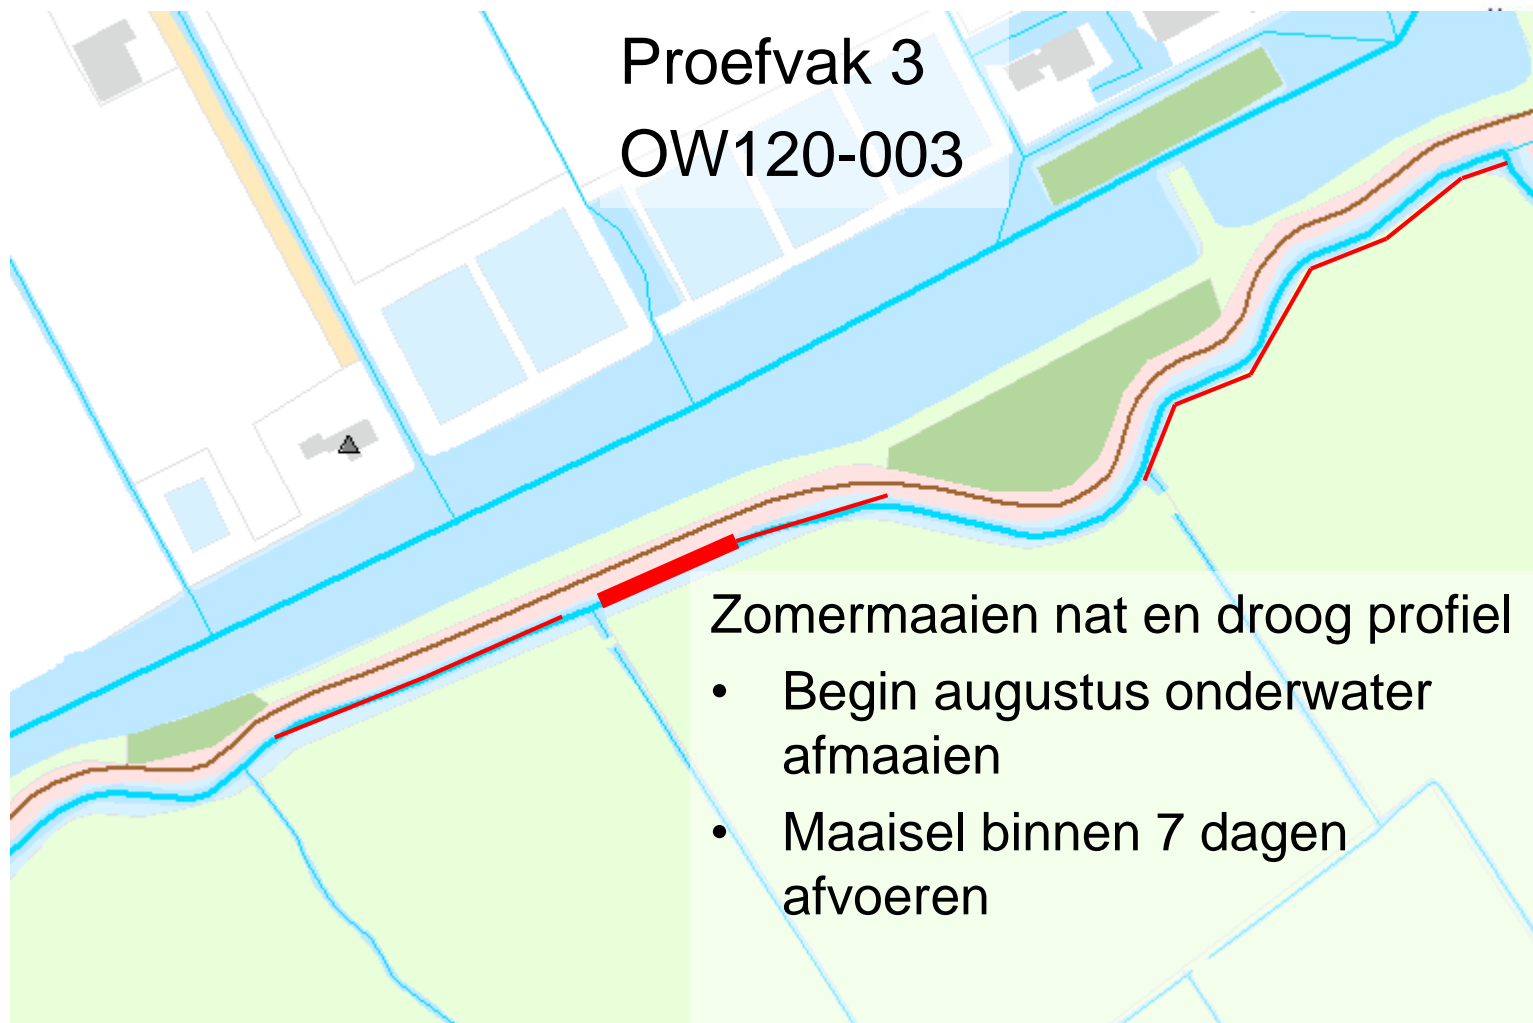 Proefvak 3
OW120-003
Zomermaaien nat en droog profiel
• Begin augustus onderwater
afmaaien
• Maaisel binnen 7 dagen
afvoeren